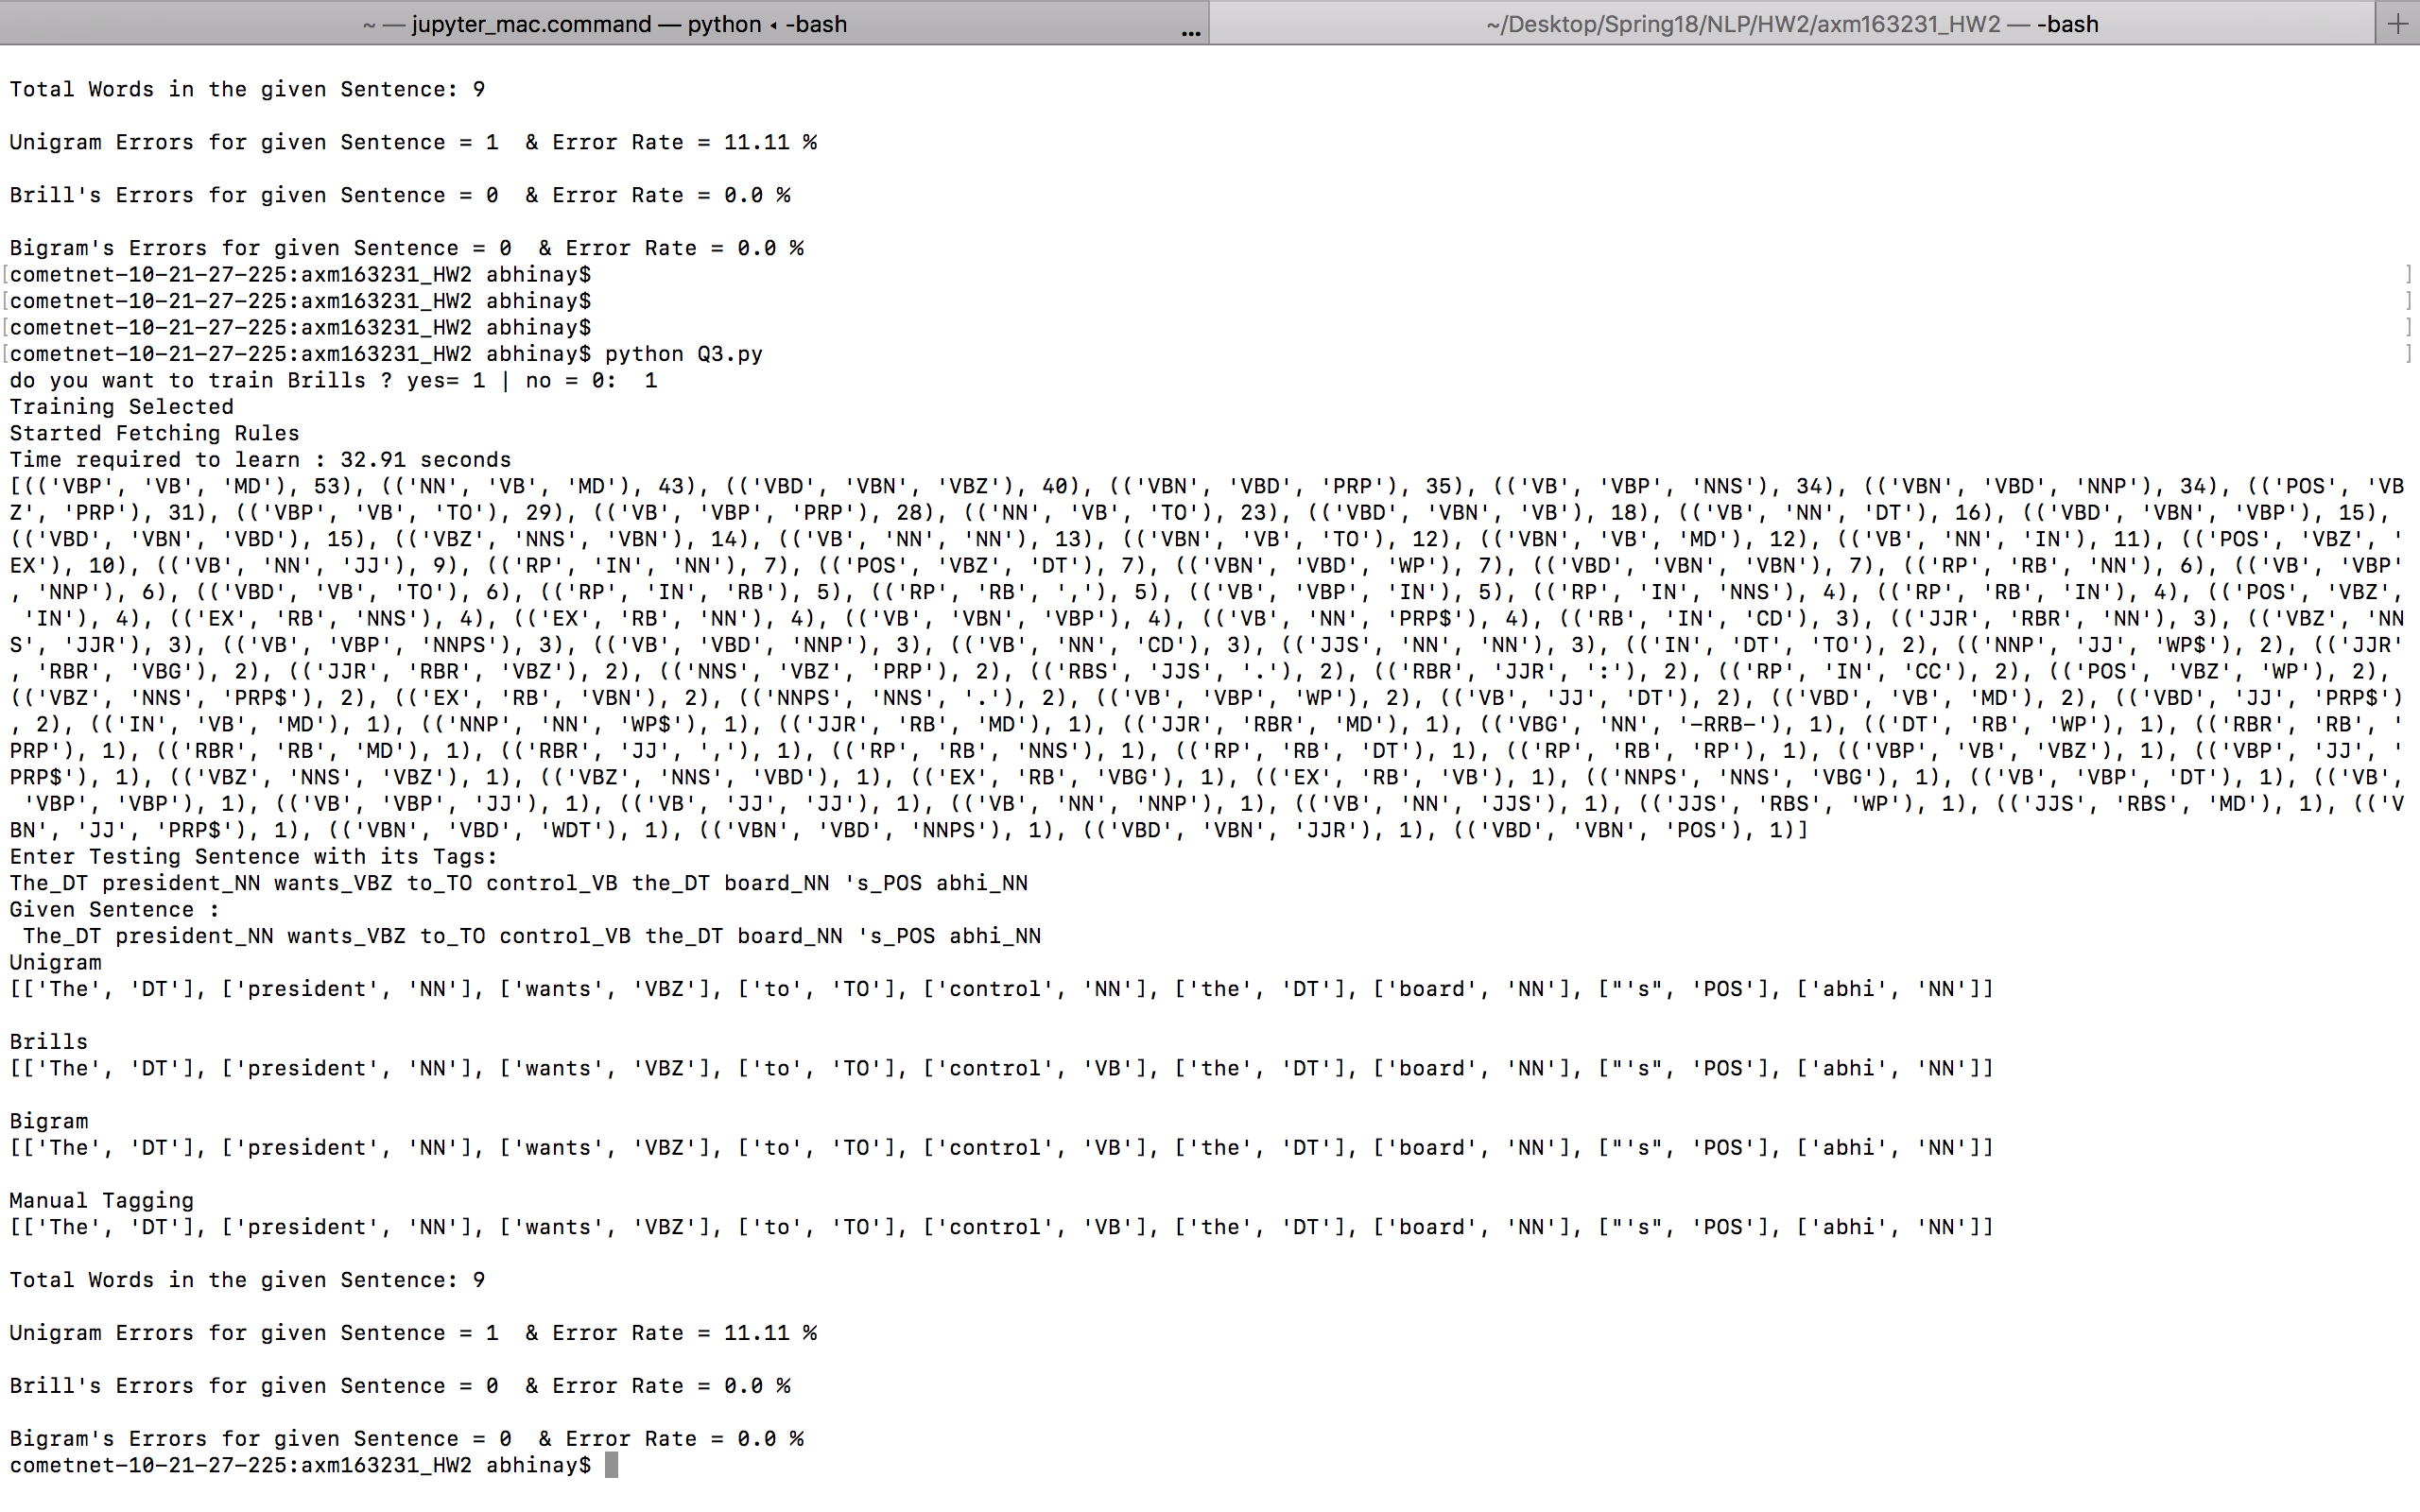 ~ — jupyter_mac.command — python ◂ -bash ... ~/Desktop/Spring18/NLP/HW2/axm163231_HW2 — -bash +
Total Words in the given Sentence: 9
Unigram Errors for given Sentence = 1  & Error Rate = 11.11 %
Brill's Errors for given Sentence = 0  & Error Rate = 0.0 %
Bigram's Errors for given Sentence = 0  & Error Rate = 0.0 %
[cometnet-10-21-27-225:axm163231_HW2 abhinay$ ]
[cometnet-10-21-27-225:axm163231_HW2 abhinay$ ]
[cometnet-10-21-27-225:axm163231_HW2 abhinay$ ]
[cometnet-10-21-27-225:axm163231_HW2 abhinay$ python Q3.py ]
do you want to train Brills ? yes= 1 | no = 0:  1
Training Selected
Started Fetching Rules
Time required to learn : 32.91 seconds
[(('VBP', 'VB', 'MD'), 53), (('NN', 'VB', 'MD'), 43), (('VBD', 'VBN', 'VBZ'), 40), (('VBN', 'VBD', 'PRP'), 35), (('VB', 'VBP', 'NNS'), 34), (('VBN', 'VBD', 'NNP'), 34), (('POS', 'VB
Z', 'PRP'), 31), (('VBP', 'VB', 'TO'), 29), (('VB', 'VBP', 'PRP'), 28), (('NN', 'VB', 'TO'), 23), (('VBD', 'VBN', 'VB'), 18), (('VB', 'NN', 'DT'), 16), (('VBD', 'VBN', 'VBP'), 15),
(('VBD', 'VBN', 'VBD'), 15), (('VBZ', 'NNS', 'VBN'), 14), (('VB', 'NN', 'NN'), 13), (('VBN', 'VB', 'TO'), 12), (('VBN', 'VB', 'MD'), 12), (('VB', 'NN', 'IN'), 11), (('POS', 'VBZ', '
EX'), 10), (('VB', 'NN', 'JJ'), 9), (('RP', 'IN', 'NN'), 7), (('POS', 'VBZ', 'DT'), 7), (('VBN', 'VBD', 'WP'), 7), (('VBD', 'VBN', 'VBN'), 7), (('RP', 'RB', 'NN'), 6), (('VB', 'VBP'
, 'NNP'), 6), (('VBD', 'VB', 'TO'), 6), (('RP', 'IN', 'RB'), 5), (('RP', 'RB', ','), 5), (('VB', 'VBP', 'IN'), 5), (('RP', 'IN', 'NNS'), 4), (('RP', 'RB', 'IN'), 4), (('POS', 'VBZ',
 'IN'), 4), (('EX', 'RB', 'NNS'), 4), (('EX', 'RB', 'NN'), 4), (('VB', 'VBN', 'VBP'), 4), (('VB', 'NN', 'PRP$'), 4), (('RB', 'IN', 'CD'), 3), (('JJR', 'RBR', 'NN'), 3), (('VBZ', 'NN
S', 'JJR'), 3), (('VB', 'VBP', 'NNPS'), 3), (('VB', 'VBD', 'NNP'), 3), (('VB', 'NN', 'CD'), 3), (('JJS', 'NN', 'NN'), 3), (('IN', 'DT', 'TO'), 2), (('NNP', 'JJ', 'WP$'), 2), (('JJR'
, 'RBR', 'VBG'), 2), (('JJR', 'RBR', 'VBZ'), 2), (('NNS', 'VBZ', 'PRP'), 2), (('RBS', 'JJS', '.'), 2), (('RBR', 'JJR', ':'), 2), (('RP', 'IN', 'CC'), 2), (('POS', 'VBZ', 'WP'), 2),
(('VBZ', 'NNS', 'PRP$'), 2), (('EX', 'RB', 'VBN'), 2), (('NNPS', 'NNS', '.'), 2), (('VB', 'VBP', 'WP'), 2), (('VB', 'JJ', 'DT'), 2), (('VBD', 'VB', 'MD'), 2), (('VBD', 'JJ', 'PRP$')
, 2), (('IN', 'VB', 'MD'), 1), (('NNP', 'NN', 'WP$'), 1), (('JJR', 'RB', 'MD'), 1), (('JJR', 'RBR', 'MD'), 1), (('VBG', 'NN', '-RRB-'), 1), (('DT', 'RB', 'WP'), 1), (('RBR', 'RB', '
PRP'), 1), (('RBR', 'RB', 'MD'), 1), (('RBR', 'JJ', ','), 1), (('RP', 'RB', 'NNS'), 1), (('RP', 'RB', 'DT'), 1), (('RP', 'RB', 'RP'), 1), (('VBP', 'VB', 'VBZ'), 1), (('VBP', 'JJ', '
PRP$'), 1), (('VBZ', 'NNS', 'VBZ'), 1), (('VBZ', 'NNS', 'VBD'), 1), (('EX', 'RB', 'VBG'), 1), (('EX', 'RB', 'VB'), 1), (('NNPS', 'NNS', 'VBG'), 1), (('VB', 'VBP', 'DT'), 1), (('VB',
 'VBP', 'VBP'), 1), (('VB', 'VBP', 'JJ'), 1), (('VB', 'JJ', 'JJ'), 1), (('VB', 'NN', 'NNP'), 1), (('VB', 'NN', 'JJS'), 1), (('JJS', 'RBS', 'WP'), 1), (('JJS', 'RBS', 'MD'), 1), (('V
BN', 'JJ', 'PRP$'), 1), (('VBN', 'VBD', 'WDT'), 1), (('VBN', 'VBD', 'NNPS'), 1), (('VBD', 'VBN', 'JJR'), 1), (('VBD', 'VBN', 'POS'), 1)]
Enter Testing Sentence with its Tags:
The_DT president_NN wants_VBZ to_TO control_VB the_DT board_NN 's_POS abhi_NN
Given Sentence :
 The_DT president_NN wants_VBZ to_TO control_VB the_DT board_NN 's_POS abhi_NN
Unigram
[['The', 'DT'], ['president', 'NN'], ['wants', 'VBZ'], ['to', 'TO'], ['control', 'NN'], ['the', 'DT'], ['board', 'NN'], ["'s", 'POS'], ['abhi', 'NN']]
Brills
[['The', 'DT'], ['president', 'NN'], ['wants', 'VBZ'], ['to', 'TO'], ['control', 'VB'], ['the', 'DT'], ['board', 'NN'], ["'s", 'POS'], ['abhi', 'NN']]
Bigram
[['The', 'DT'], ['president', 'NN'], ['wants', 'VBZ'], ['to', 'TO'], ['control', 'VB'], ['the', 'DT'], ['board', 'NN'], ["'s", 'POS'], ['abhi', 'NN']]
Manual Tagging
[['The', 'DT'], ['president', 'NN'], ['wants', 'VBZ'], ['to', 'TO'], ['control', 'VB'], ['the', 'DT'], ['board', 'NN'], ["'s", 'POS'], ['abhi', 'NN']]
Total Words in the given Sentence: 9
Unigram Errors for given Sentence = 1  & Error Rate = 11.11 %
Brill's Errors for given Sentence = 0  & Error Rate = 0.0 %
Bigram's Errors for given Sentence = 0  & Error Rate = 0.0 %
cometnet-10-21-27-225:axm163231_HW2 abhinay$